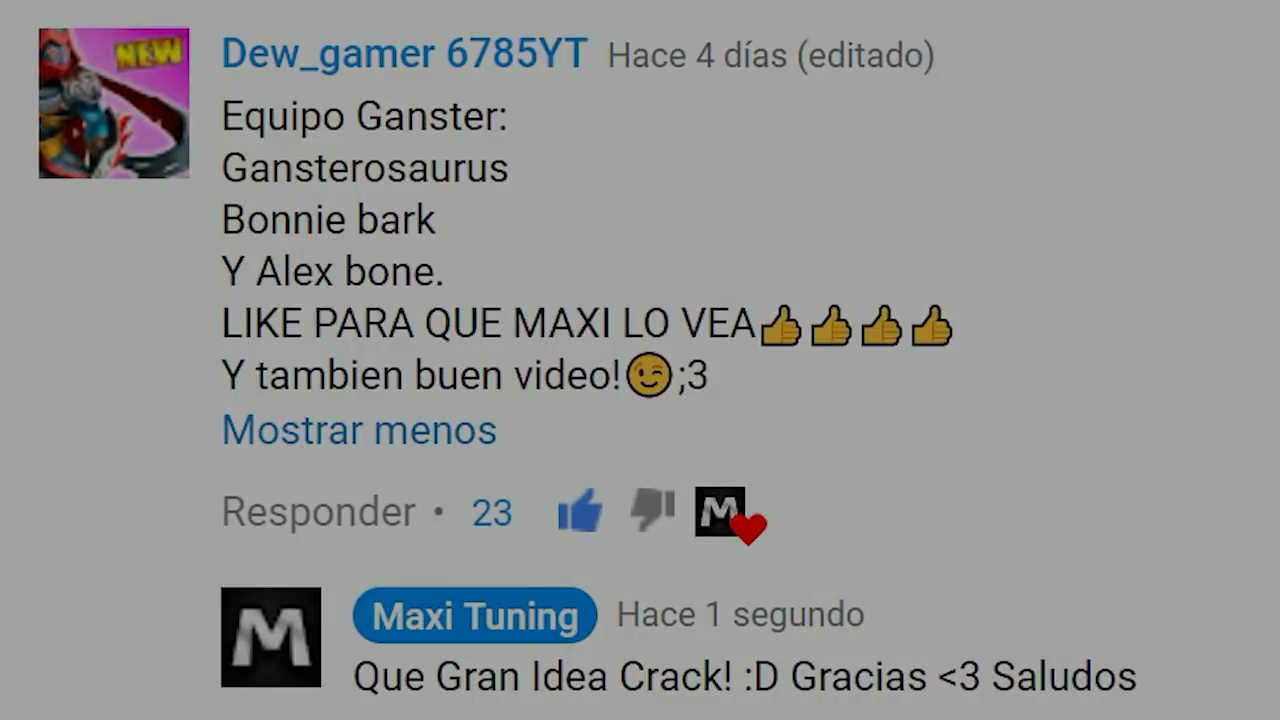 NEW
Dew_gamer 6785YT Hace 4 días (editado)
Equipo Ganster:
Gansterosaurus
Bonnie bark
Y Alex bone.
LIKE PARA QUE MAXI LO VEA👍👍👍👍
Y tambien buen video!😉;3
Mostrar menos
Responder • 23 M
M Maxi Tuning Hace 1 segundo
Que Gran Idea Crack! :D Gracias <3 Saludos